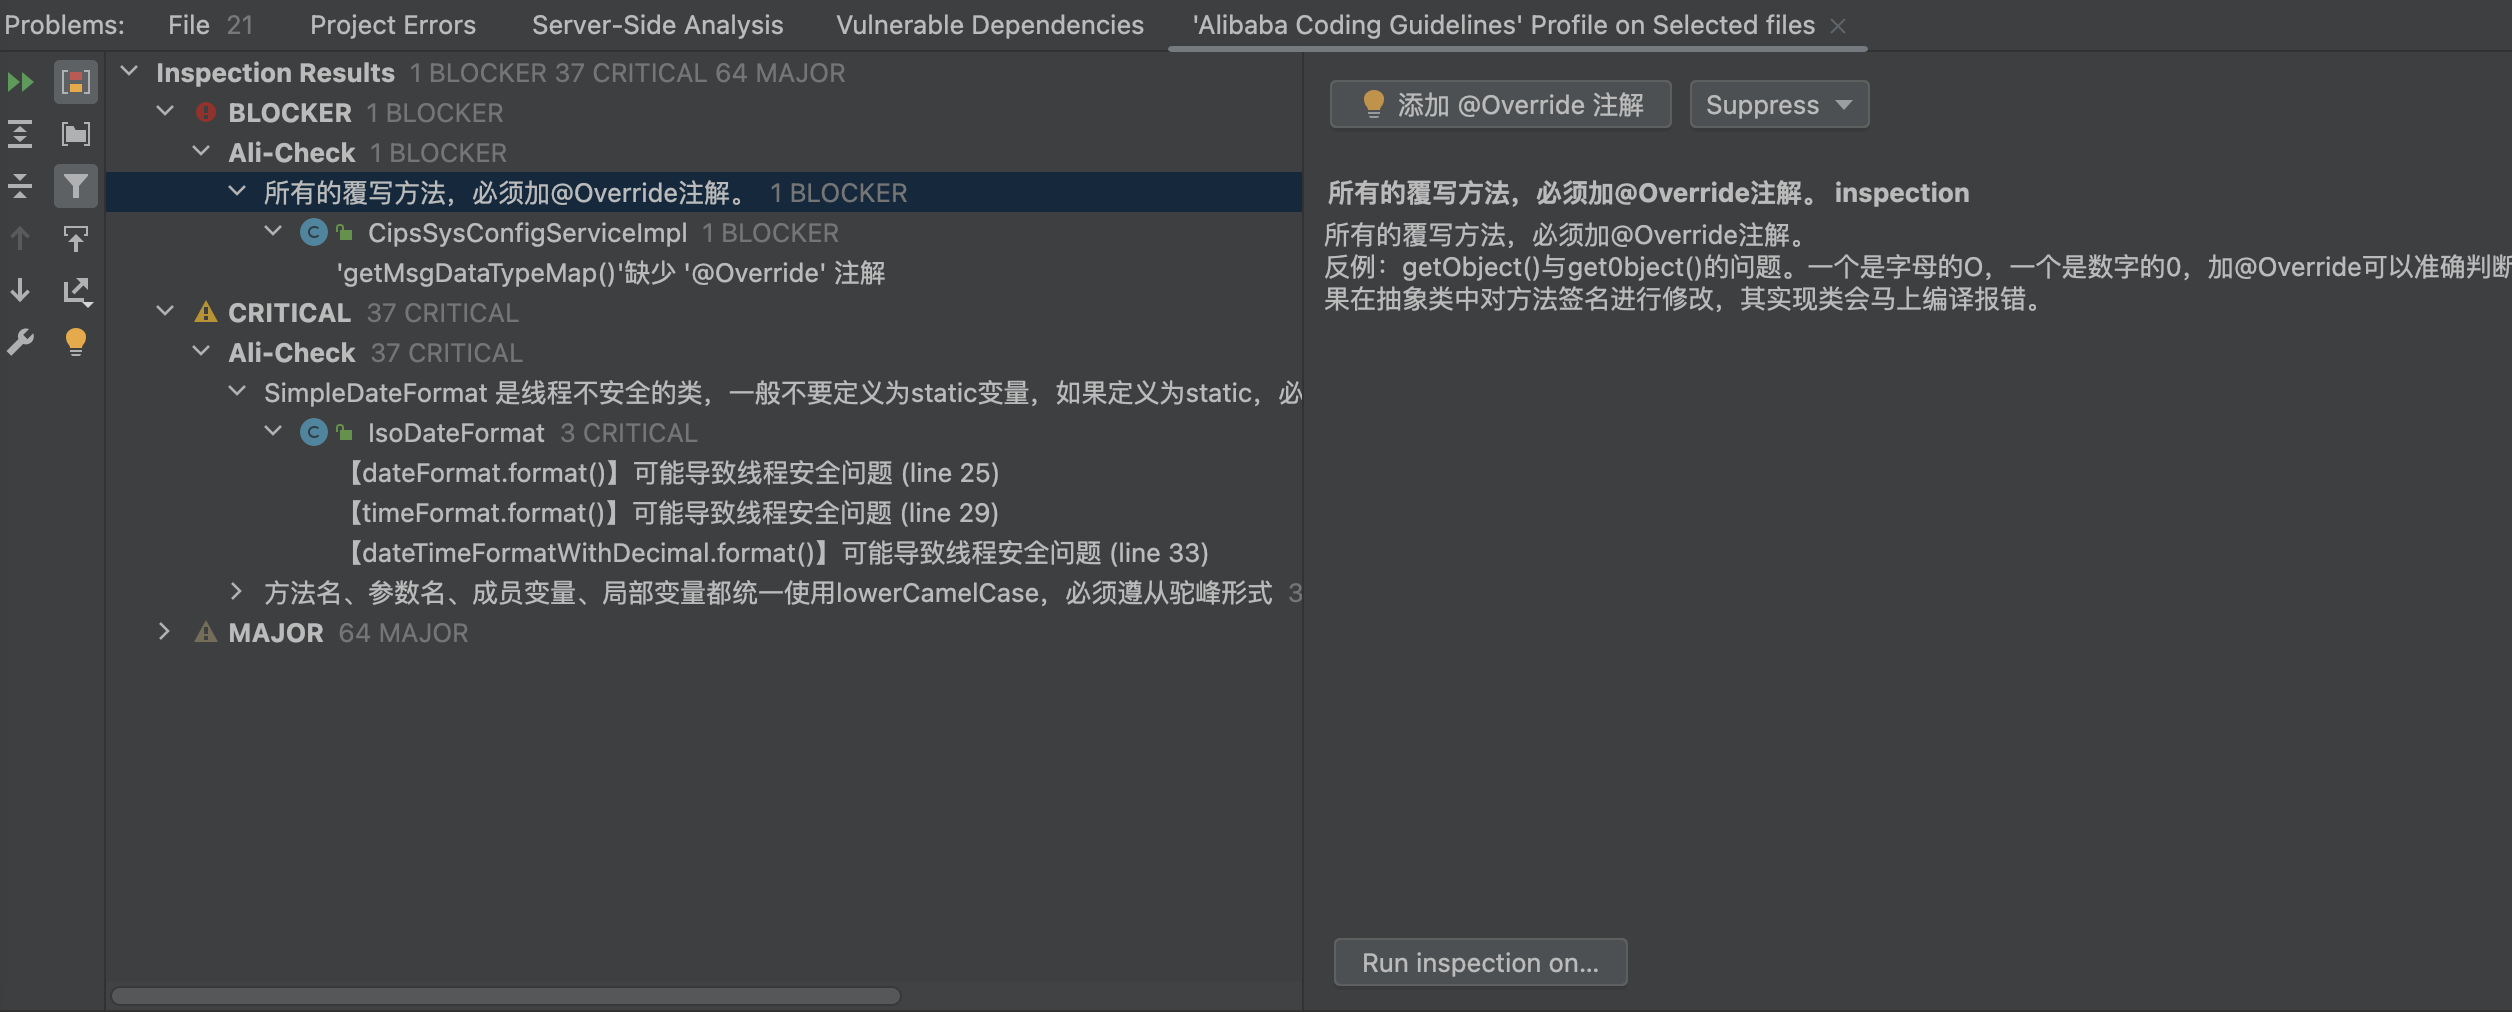 Problems: File 21 Project Errors Server-Side Analysis Vulnerable Dependencies 'Alibaba Coding Guidelines' Profile on Selected files
Inspection Results 1 BLOCKER 37 CRITICAL 64 MAJOR
BLOCKER 1 BLOCKER
Ali-Check 1 BLOCKER
所有的覆写方法，必须加@Override注解。 1 BLOCKER
CipsSysConfigServiceImpl 1 BLOCKER
'getMsgDataTypeMap()'缺少 '@Override' 注解
CRITICAL 37 CRITICAL
Ali-Check 37 CRITICAL
SimpleDateFormat 是线程不安全的类，一般不要定义为static变量，如果定义为static，必
IsoDateFormat 3 CRITICAL
【dateFormat.format()】可能导致线程安全问题 (line 25)
【timeFormat.format()】可能导致线程安全问题 (line 29)
【dateTimeFormatWithDecimal.format()】可能导致线程安全问题 (line 33)
方法名、参数名、成员变量、局部变量都统一使用lowerCamelCase，必须遵从驼峰形式 3
MAJOR 64 MAJOR
添加 @Override 注解 Suppress
所有的覆写方法，必须加@Override注解。 inspection
所有的覆写方法，必须加@Override注解。
反例：getObject()与get0bject()的问题。一个是字母的O，一个是数字的0，加@Override可以准确判断
果在抽象类中对方法签名进行修改，其实现类会马上编译报错。
Run inspection on...